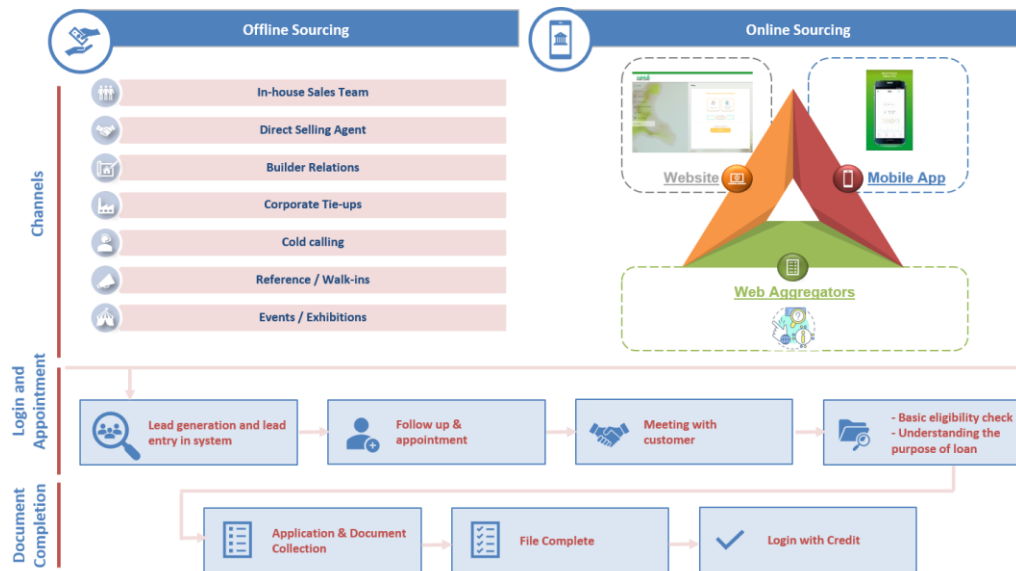 Offline Sourcing
Online Sourcing
Channels
In-house Sales Team
Direct Selling Agent
Builder Relations
Corporate Tie-ups
Cold calling
Reference / Walk-ins
Events / Exhibitions
Website
Mobile App
Web Aggregators
Login and
Appointment
Lead generation and lead
entry in system
Follow up &
appointment
Meeting with
customer
- Basic eligibility check
- Understanding the
purpose of loan
Document
Completion
Application & Document
Collection
File Complete
Login with Credit